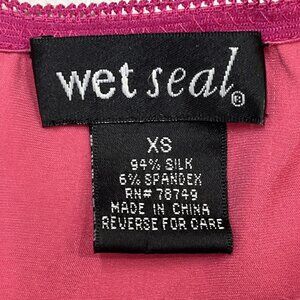 wet seal®
XS
94% SILK
6% SPANDEX
RN# 78749
MADE IN CHINA
REVERSE FOR CARE